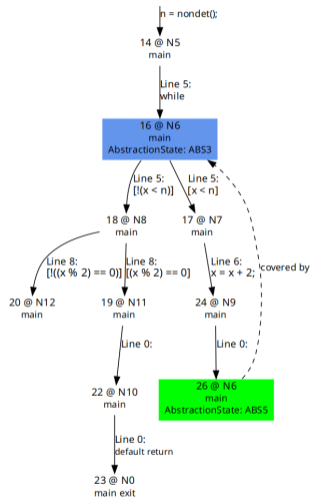 n = nondet();
14 @ N5
main
Line 5:
while
16 @ N6
main
AbstractionState: ABS3
Line 5:
[!(x < n)]
Line 5:
[x < n]
18 @ N8
main
17 @ N7
main
Line 8:
[!((x % 2) == 0)]
Line 8:
[(x % 2) == 0]
Line 6:
x = x + 2;
covered by
20 @ N12
main
19 @ N11
main
24 @ N9
main
Line 0:
Line 0:
22 @ N10
main
26 @ N6
main
AbstractionState: ABS5
Line 0:
default return
23 @ N0
main exit